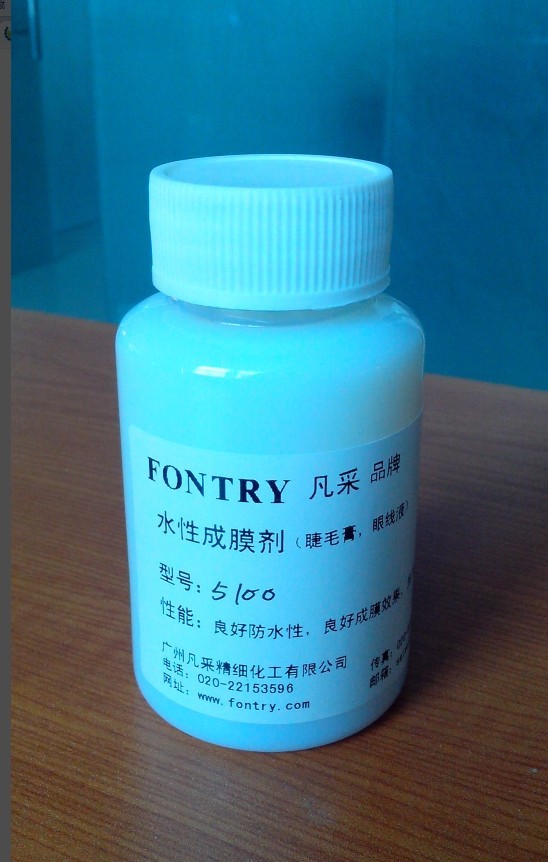 FONTRY 凡采 品牌
水性成膜剂（睫毛膏，眼线液）
型号：5100
性能：良好防水性，良好成膜效果，
广州凡采精细化工有限公司
电话：020-22153596 传真：
网址：www.fontry.com 邮箱：